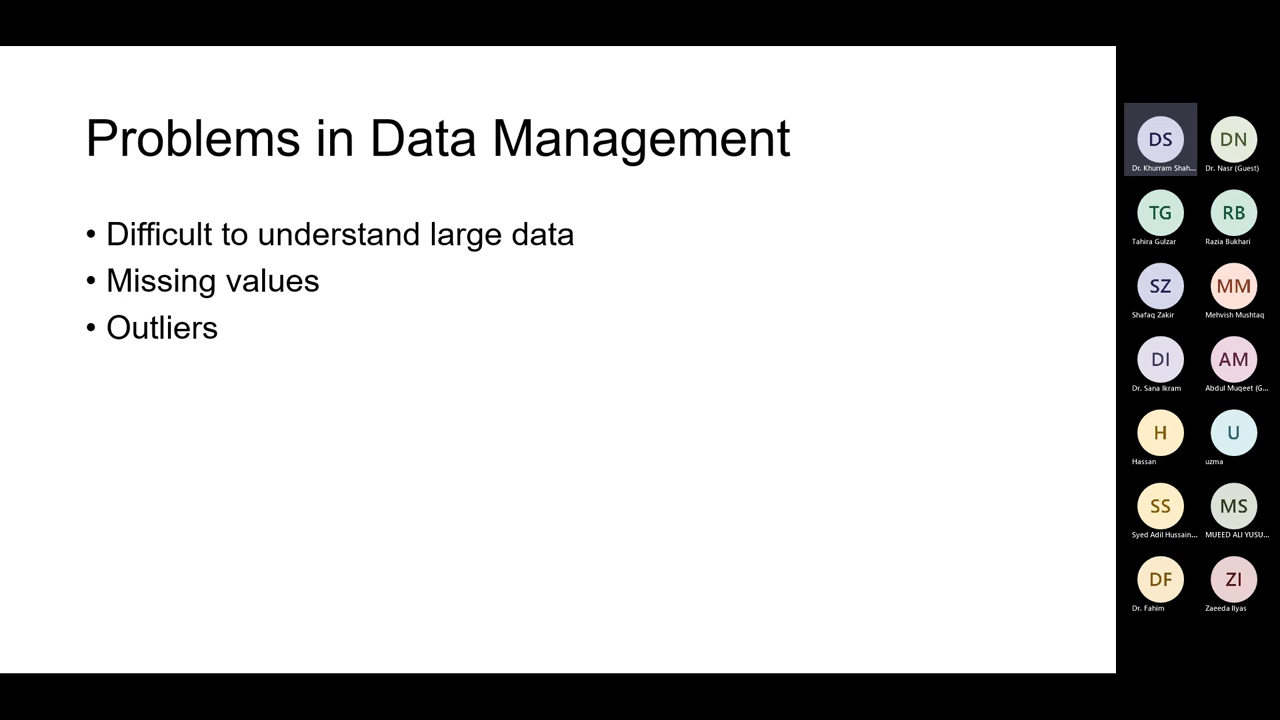 Problems in Data Management
• Difficult to understand large data
• Missing values
• Outliers
DS DN
Dr. Khurram Shah... Dr. Nasr (Guest)
TG RB
Tahira Gulzar Razia Bukhari
SZ MM
Shafaq Zakir Mehvish Mushtaq
DI AM
Dr. Sana Ikram Abdul Muqeet (G...
H U
Hassan uzma
SS MS
Syed Adil Hussain... MUEED ALI YUSU...
DF ZI
Dr. Fahim Zaeeda Ilyas